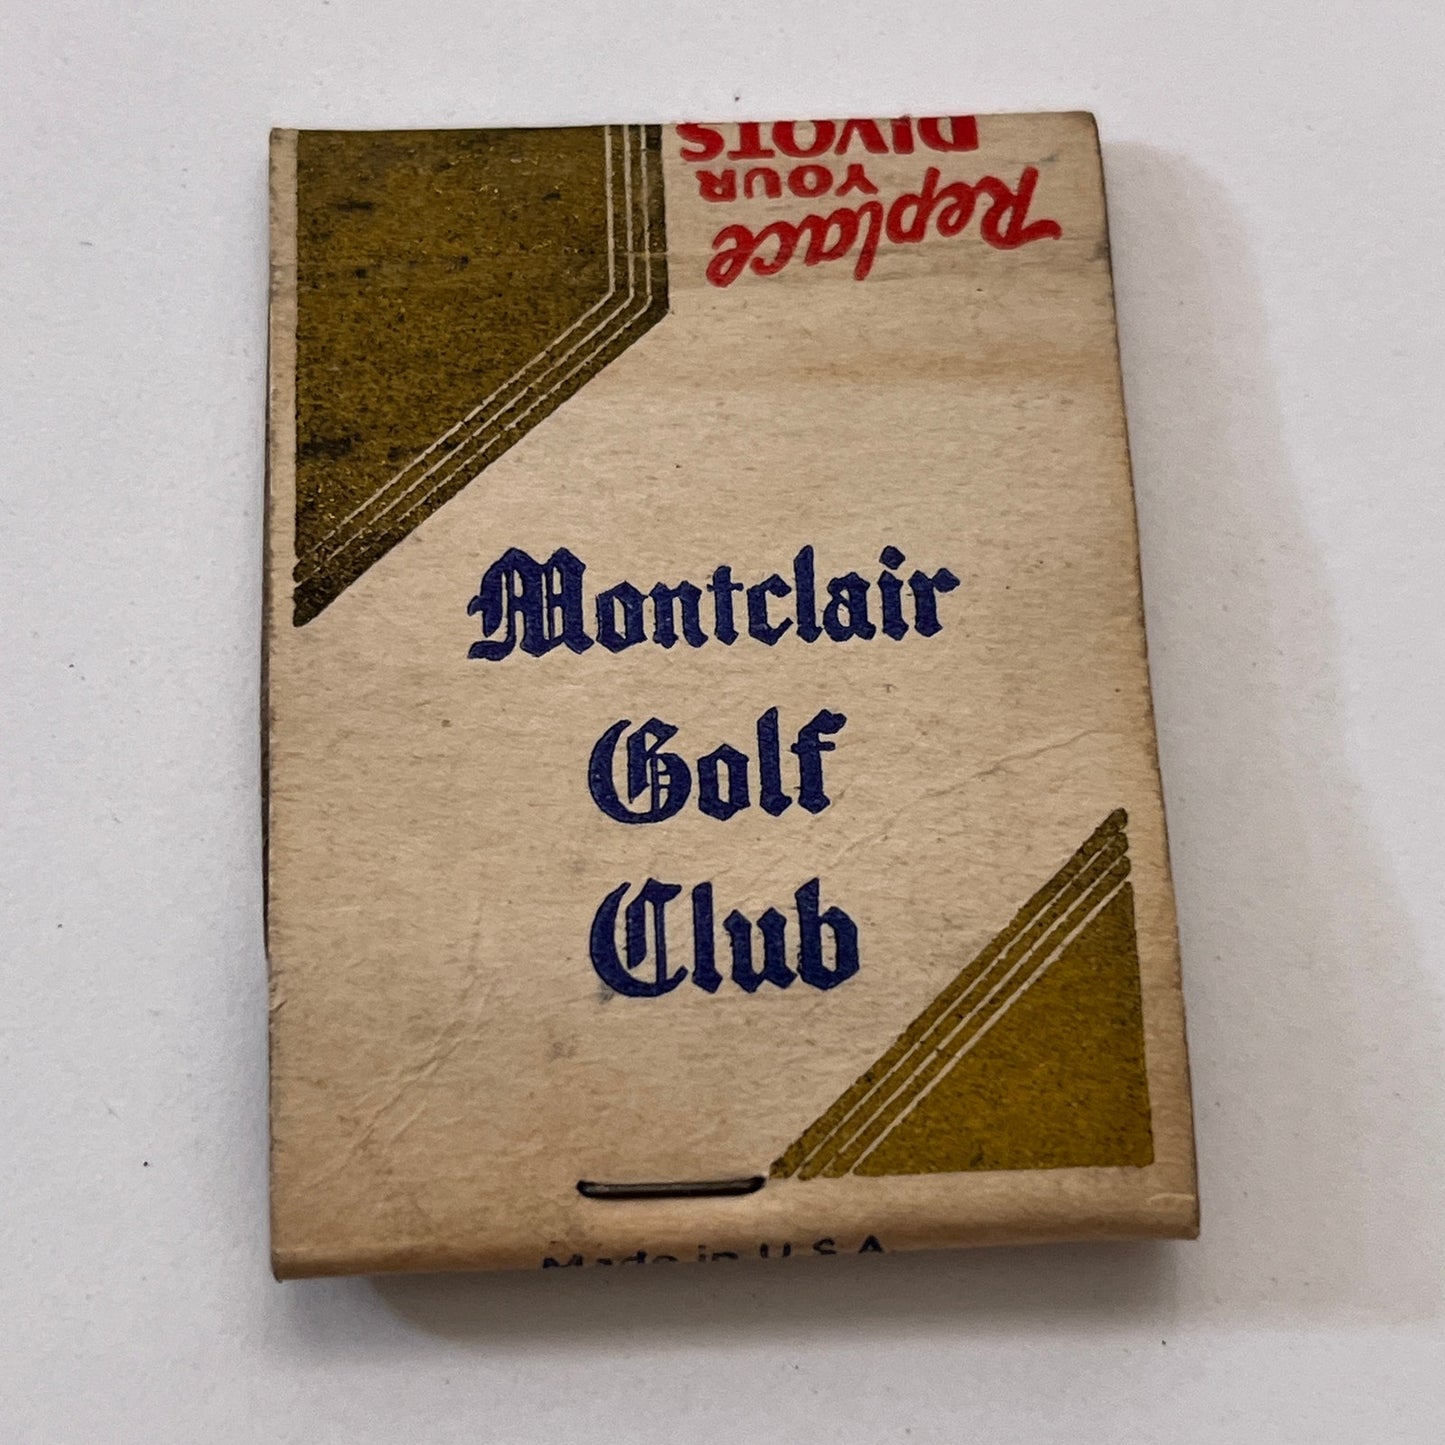 Replace
YOUR
DIVOTS
Montclair
Golf
Club
Made in U.S.A.